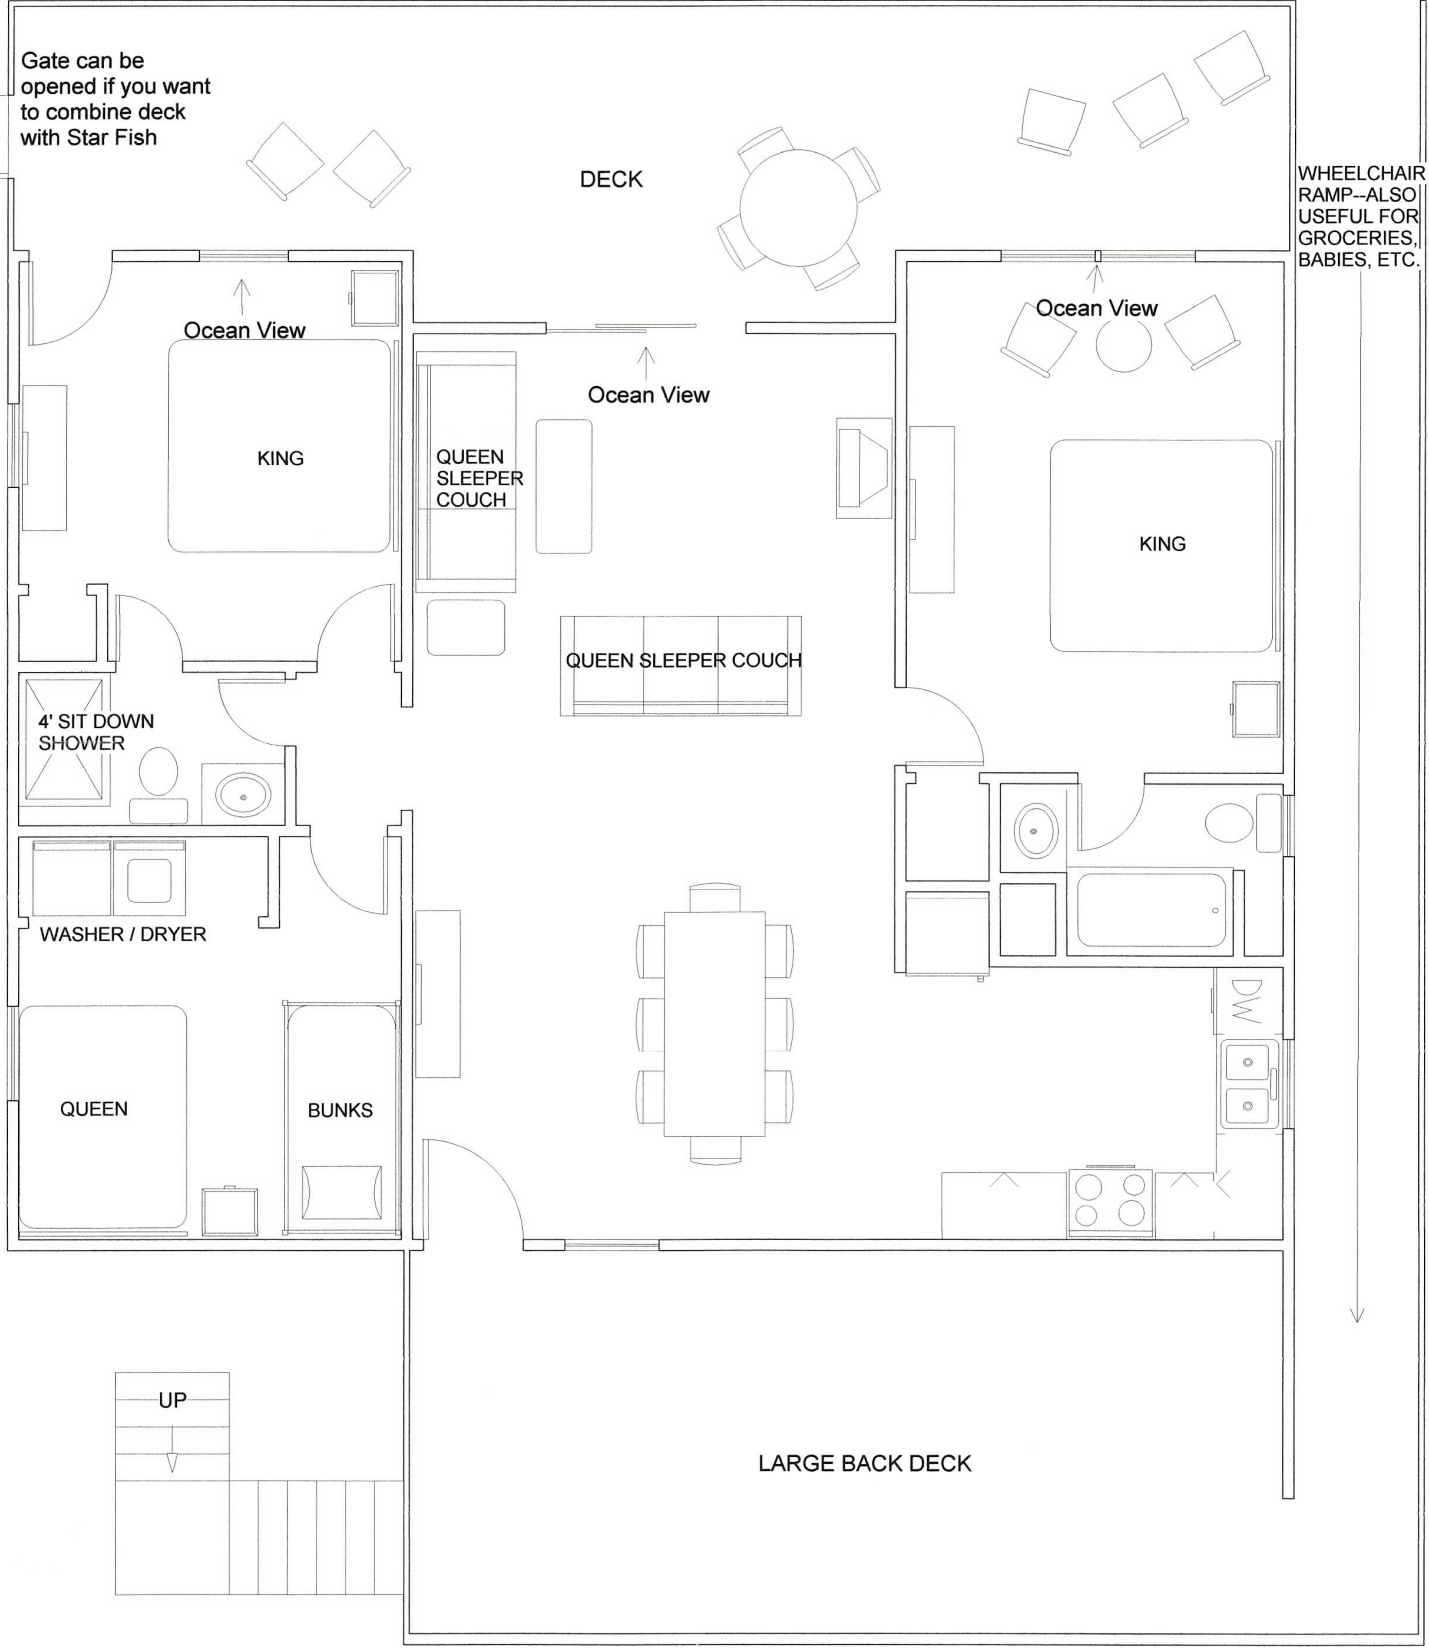 Gate can be
opened if you want
to combine deck
with Star Fish
DECK
WHEELCHAIR
RAMP--ALSO
USEFUL FOR
GROCERIES,
BABIES, ETC.
Ocean View
Ocean View
Ocean View
KING
QUEEN
SLEEPER
COUCH
KING
QUEEN SLEEPER COUCH
4' SIT DOWN
SHOWER
WASHER / DRYER
DW
QUEEN
BUNKS
UP
LARGE BACK DECK